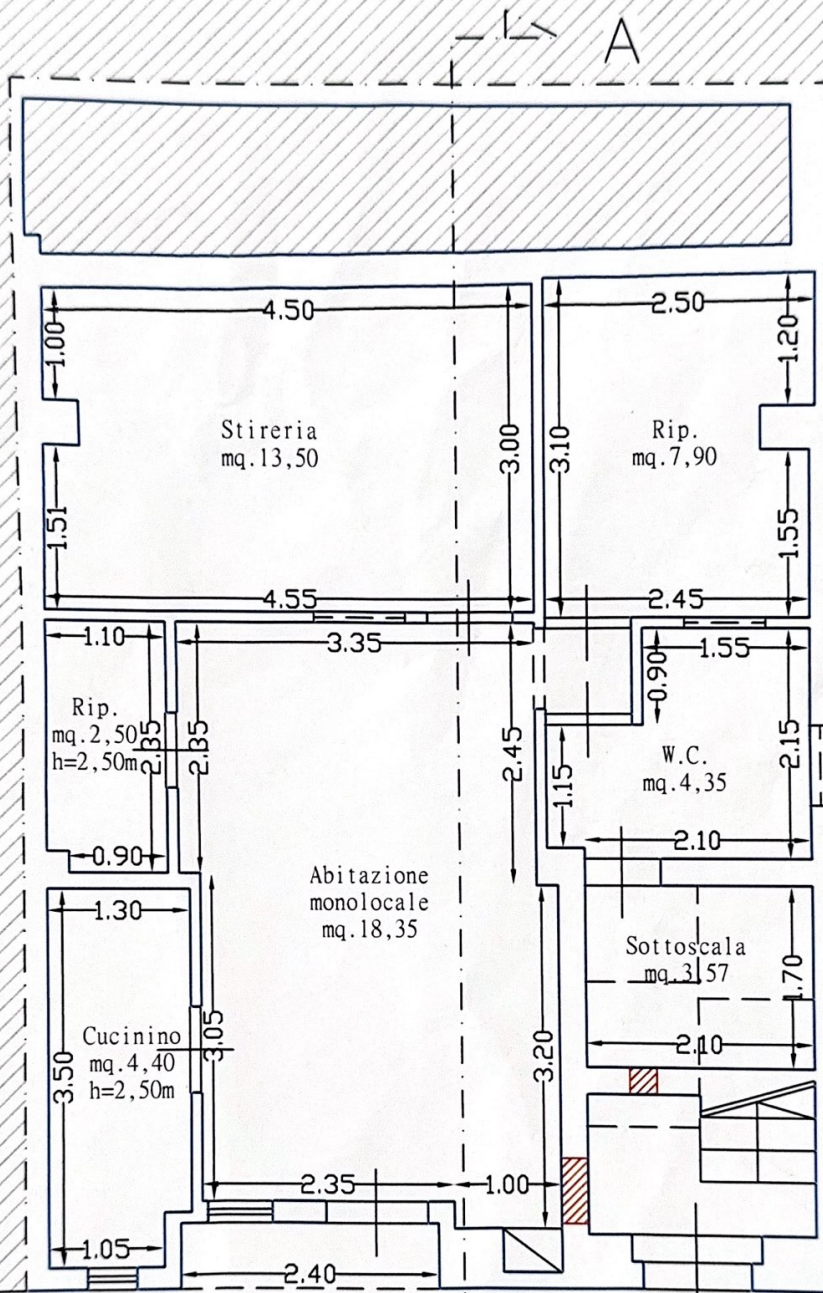 A
4.50
2.50
1.00
1.20
Stireria
mq.13,50
3.00
3.10
Rip.
mq.7,90
1.51
1.55
4.55
2.45
1.10
3.35
0.90
1.55
Rip.
mq.2,50
h=2,50m
2.35
2.35
2.45
W.C.
mq.4,35
2.15
1.15
0.90
2.10
Abitazione
monolocale
mq.18,35
1.30
Sottoscala
mq.3,57
1.70
Cucinino
mq.4,40
h=2,50m
3.50
3.05
3.20
2.10
2.35
1.00
1.05
2.40